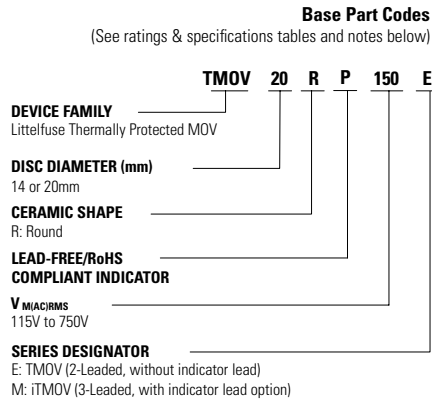 Base Part Codes
(See ratings & specifications tables and notes below)
TMOV 20 R P 150 E
DEVICE FAMILY
Littelfuse Thermally Protected MOV
DISC DIAMETER (mm)
14 or 20mm
CERAMIC SHAPE
R: Round
LEAD-FREE/RoHS
COMPLIANT INDICATOR
V M(AC)RMS
115V to 750V
SERIES DESIGNATOR
E: TMOV (2-Leaded, without indicator lead)
M: iTMOV (3-Leaded, with indicator lead option)